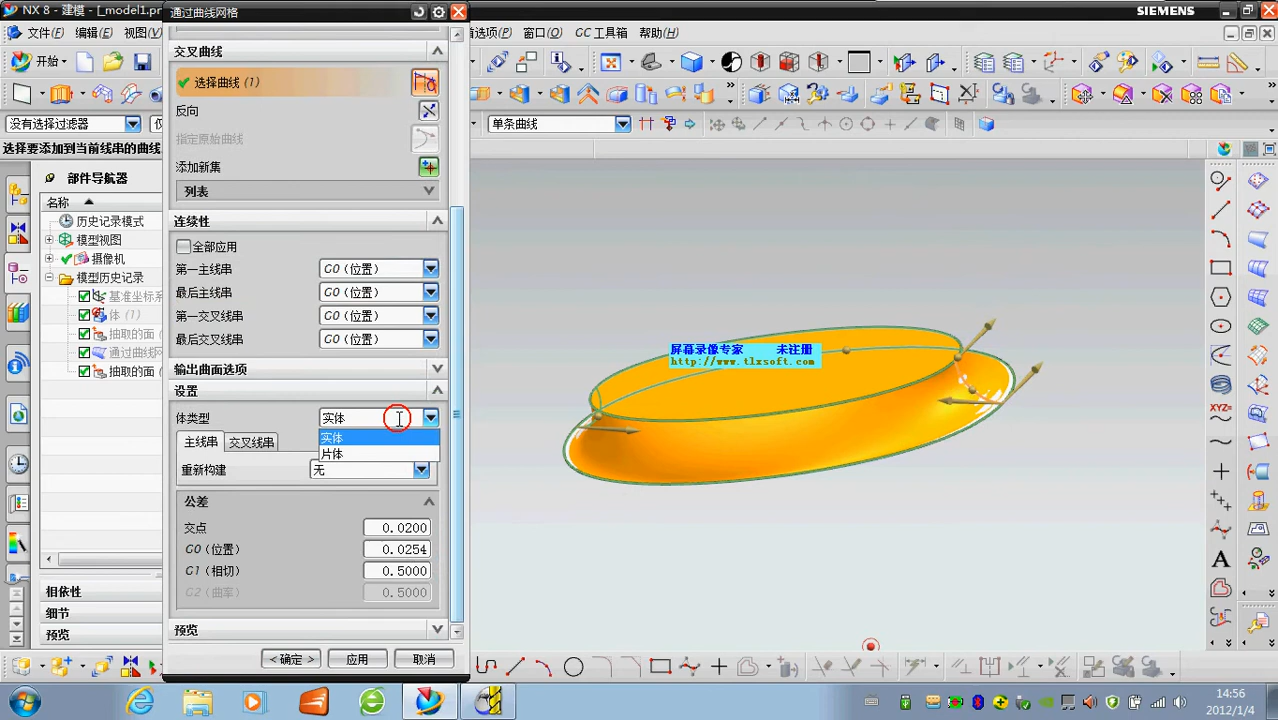 NX 8 - 建模 - [_model1.pr
通过曲线网格
SIEMENS
文件(F) 编辑(E) 视图(V)
首选项(P) 窗口(O) GC 工具箱 帮助(H)
开始
没有选择过滤器
单条曲线
选择要添加到当前线串的曲线
部件导航器
名称
历史记录模式
模型视图
摄像机
模型历史记录
基准坐标系
体 (1)
抽取的面
通过曲线网
抽取的面
相依性
细节
预览
交叉曲线
选择曲线 (1)
反向
指定原始曲线
添加新集
列表
连续性
全部应用
第一主线串 G0 (位置)
最后主线串 G0 (位置)
第一交叉线串 G0 (位置)
最后交叉线串 G0 (位置)
输出曲面选项
设置
体类型 实体
实体
片体
主线串 交叉线串
重新构建 无
公差
交点 0.0200
G0 (位置) 0.0254
G1 (相切) 0.5000
G2 (曲率) 0.5000
预览
<确定> 应用 取消
屏幕录像专家 未注册
http://www.tlxsoft.com
XYZ=
A
14:56
2012/1/4